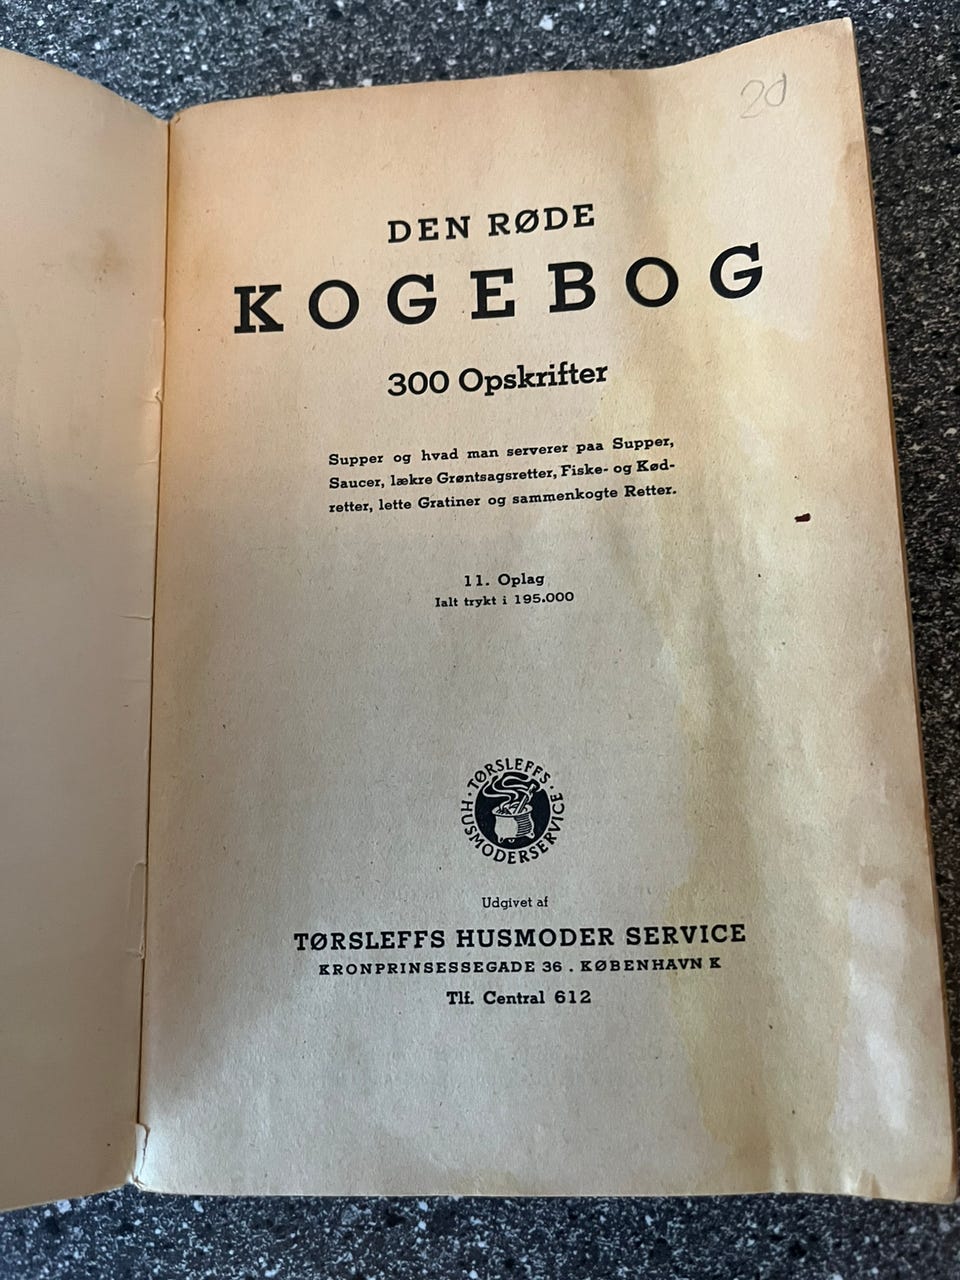 20
DEN RØDE
KOGEBOG
300 Opskrifter
Supper og hvad man serverer paa Supper,
Saucer, lækre Grøntsagsretter, Fiske- og Kød-
retter, lette Gratiner og sammenkogte Retter.
11. Oplag
Ialt trykt i 195.000
TØRSLEFFS · HUSMODERSERVICE ·
Udgivet af
TØRSLEFFS HUSMODER SERVICE
KRONPRINSESSEGADE 36 . KØBENHAVN K
Tlf. Central 612